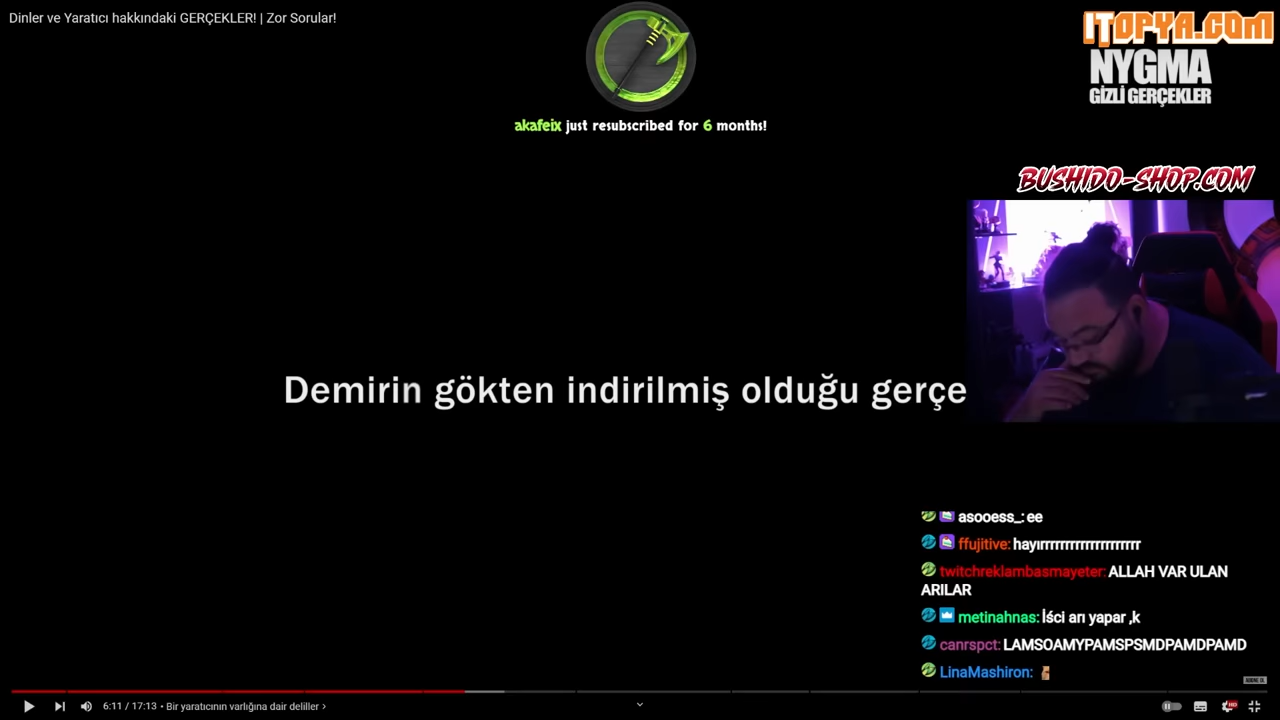 Dinler ve Yaratıcı hakkındaki GERÇEKLER! | Zor Sorular!
akafeix just resubscribed for 6 months!
ITOPYA.COM
NYGMA
GİZLİ GERÇEKLER
BUSHIDO-SHOP.COM
Demirin gökten indirilmiş olduğu gerçe
asooess_: ee
ffujitive: hayırrrrrrrrrrrrrrrrrrrr
twitchreklambasmayeter: ALLAH VAR ULAN
ARILAR
metinahnas: İşci arı yapar ,k
canrspct: LAMSOAMYPAMSPSMDPAMDPAMD
LinaMashiron:
6:11 / 17:13 • Bir yaratıcının varlığına dair deliller ›
HD